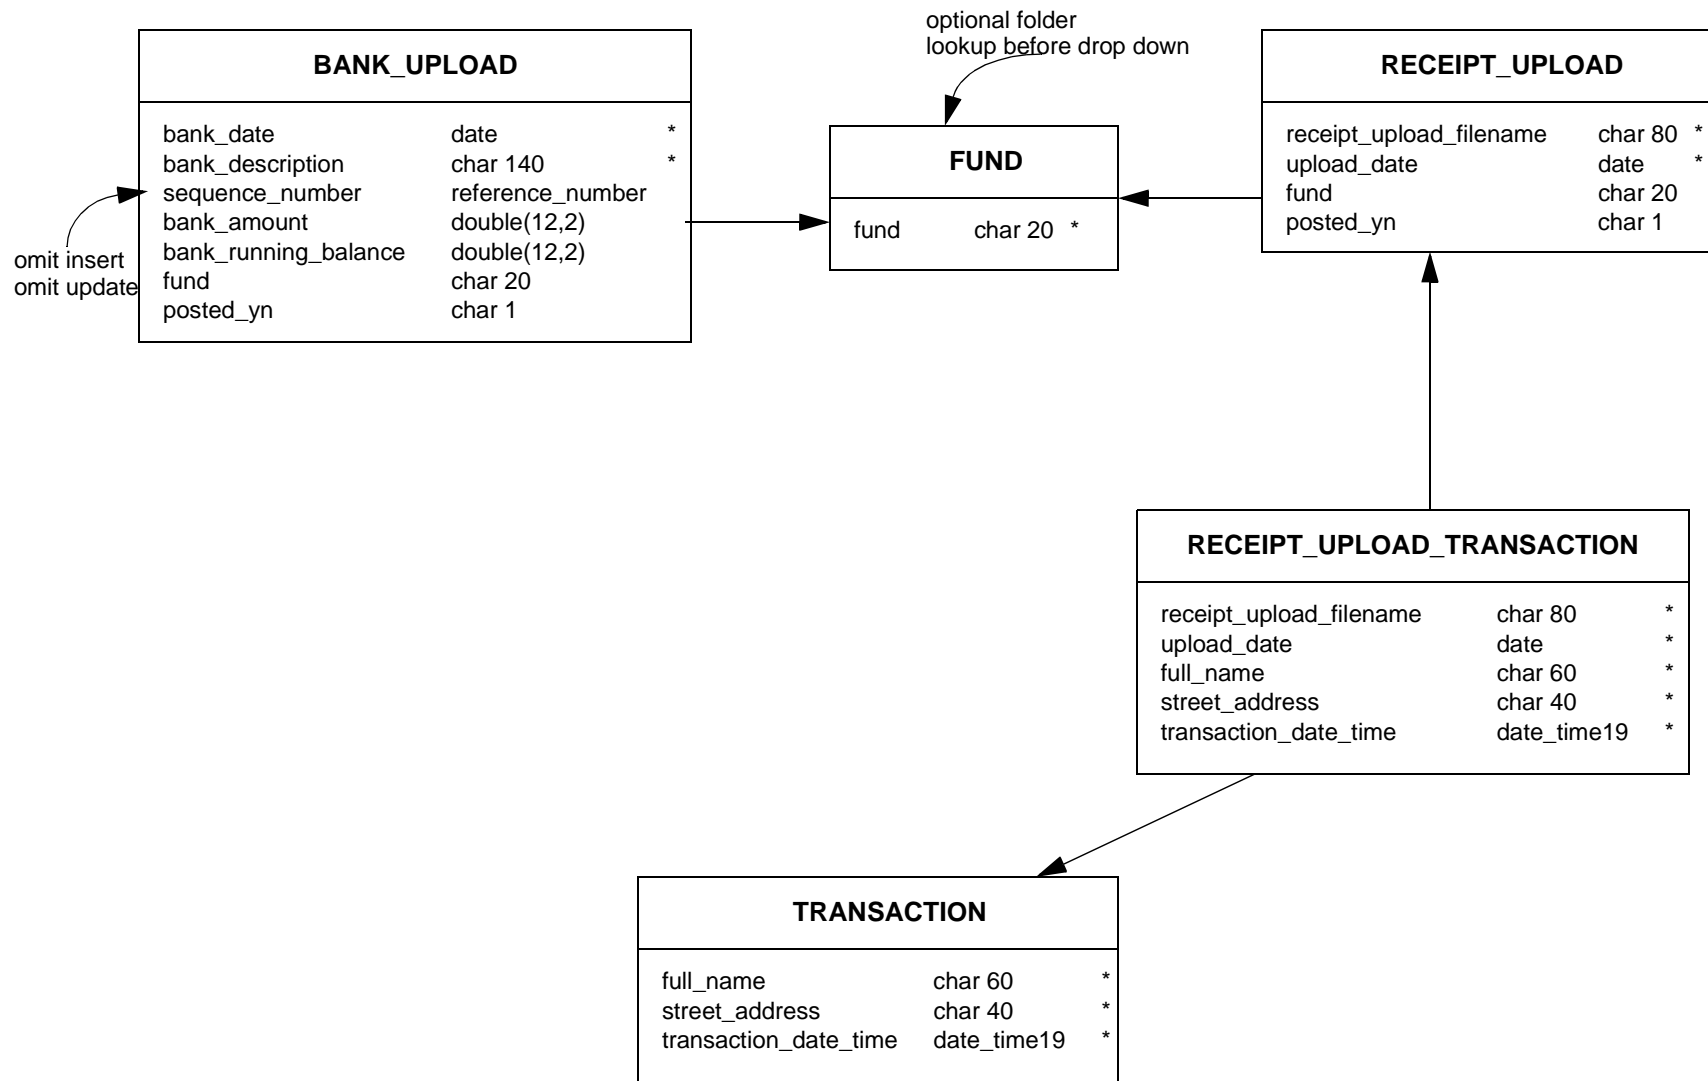 optional folder
lookup before drop down
BANK_UPLOAD
bank_date date *
bank_description char 140 *
sequence_number reference_number
bank_amount double(12,2)
bank_running_balance double(12,2)
fund char 20
posted_yn char 1
omit insert
omit update
FUND
fund char 20 *
RECEIPT_UPLOAD
receipt_upload_filename char 80 *
upload_date date *
fund char 20
posted_yn char 1
RECEIPT_UPLOAD_TRANSACTION
receipt_upload_filename char 80 *
upload_date date *
full_name char 60 *
street_address char 40 *
transaction_date_time date_time19 *
TRANSACTION
full_name char 60 *
street_address char 40 *
transaction_date_time date_time19 *